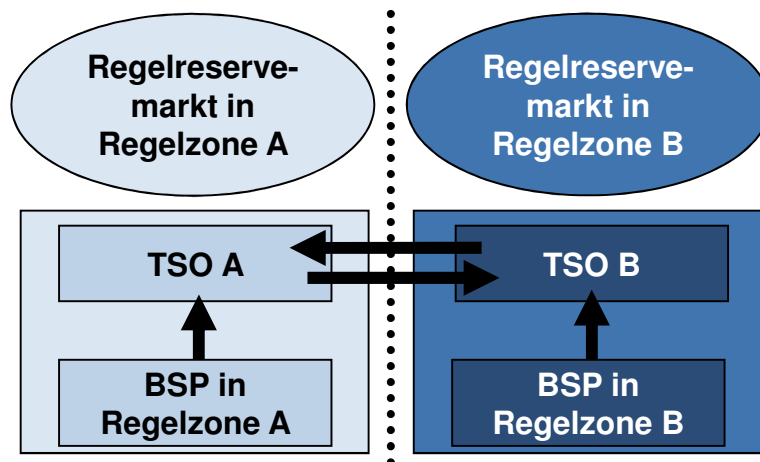 Regelreserve-
markt in
Regelzone A
Regelreserve-
markt in
Regelzone B
TSO A
TSO B
BSP in
Regelzone A
BSP in
Regelzone B